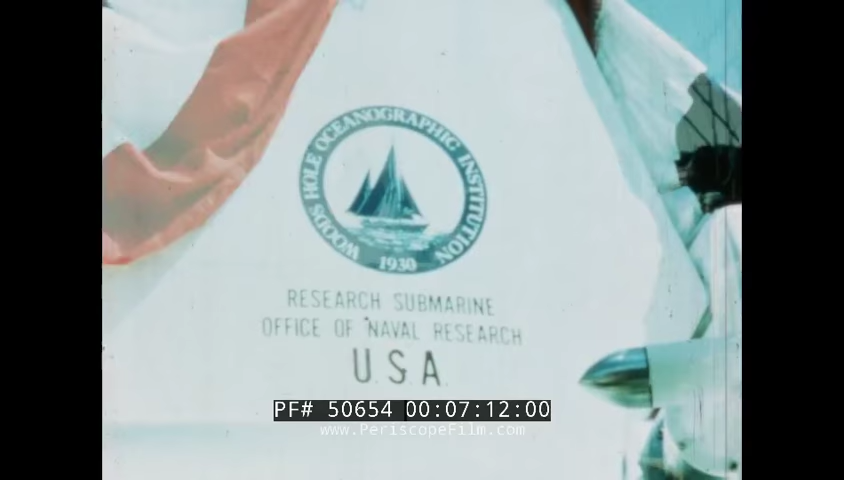 WOODS HOLE OCEANOGRAPHIC INSTITUTION
1930
RESEARCH SUBMARINE
OFFICE OF NAVAL RESEARCH
U.S.A.
PF# 50654 00:07:12:00
www.PeriscopeFilm.com